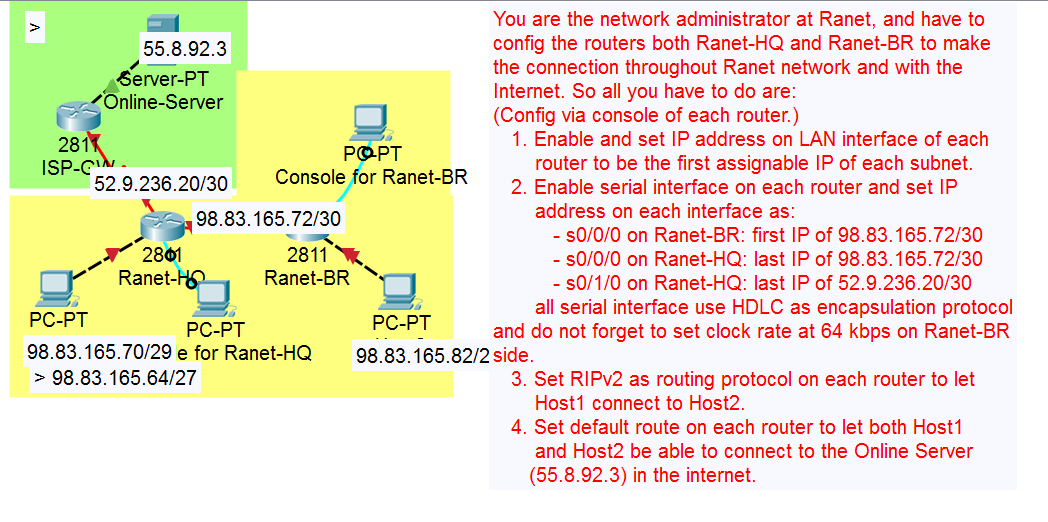 >
55.8.92.3
Server-PT
Online-Server
2811
ISP-GW
52.9.236.20/30
PC-PT
Console for Ranet-BR
98.83.165.72/30
2811
Ranet-HQ
2811
Ranet-BR
PC-PT
PC-PT
PC-PT
98.83.165.70/29
e for Ranet-HQ
98.83.165.82/2
> 98.83.165.64/27
You are the network administrator at Ranet, and have to
config the routers both Ranet-HQ and Ranet-BR to make
the connection throughout Ranet network and with the
Internet. So all you have to do are:
(Config via console of each router.)
1. Enable and set IP address on LAN interface of each
router to be the first assignable IP of each subnet.
2. Enable serial interface on each router and set IP
address on each interface as:
- s0/0/0 on Ranet-BR: first IP of 98.83.165.72/30
- s0/0/0 on Ranet-HQ: last IP of 98.83.165.72/30
- s0/1/0 on Ranet-HQ: last IP of 52.9.236.20/30
all serial interface use HDLC as encapsulation protocol
and do not forget to set clock rate at 64 kbps on Ranet-BR
side.
3. Set RIPv2 as routing protocol on each router to let
Host1 connect to Host2.
4. Set default route on each router to let both Host1
and Host2 be able to connect to the Online Server
(55.8.92.3) in the internet.